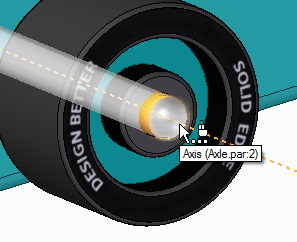 DESIGN BETTER
SOLID ED
Axis (Axle.par:2)